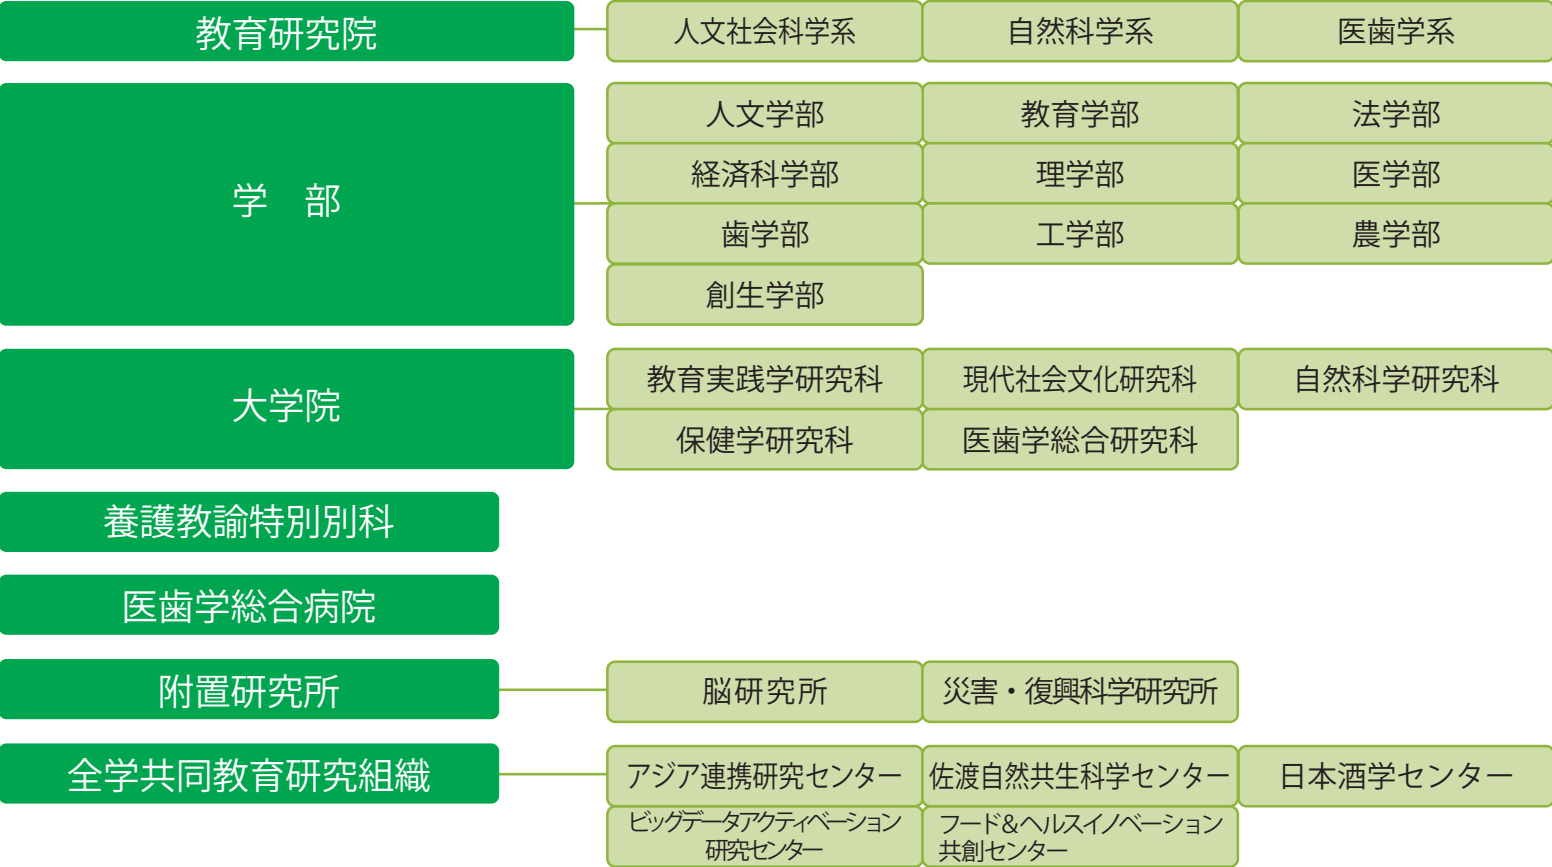 教育研究院
人文社会科学系
自然科学系
医歯学系
学　部
人文学部
教育学部
法学部
経済科学部
理学部
医学部
歯学部
工学部
農学部
創生学部
大学院
教育実践学研究科
現代社会文化研究科
自然科学研究科
保健学研究科
医歯学総合研究科
養護教諭特別別科
医歯学総合病院
附置研究所
脳研究所
災害・復興科学研究所
全学共同教育研究組織
アジア連携研究センター
佐渡自然共生科学センター
日本酒学センター
ビッグデータアクティベーション
研究センター
フード&ヘルスイノベーション
共創センター